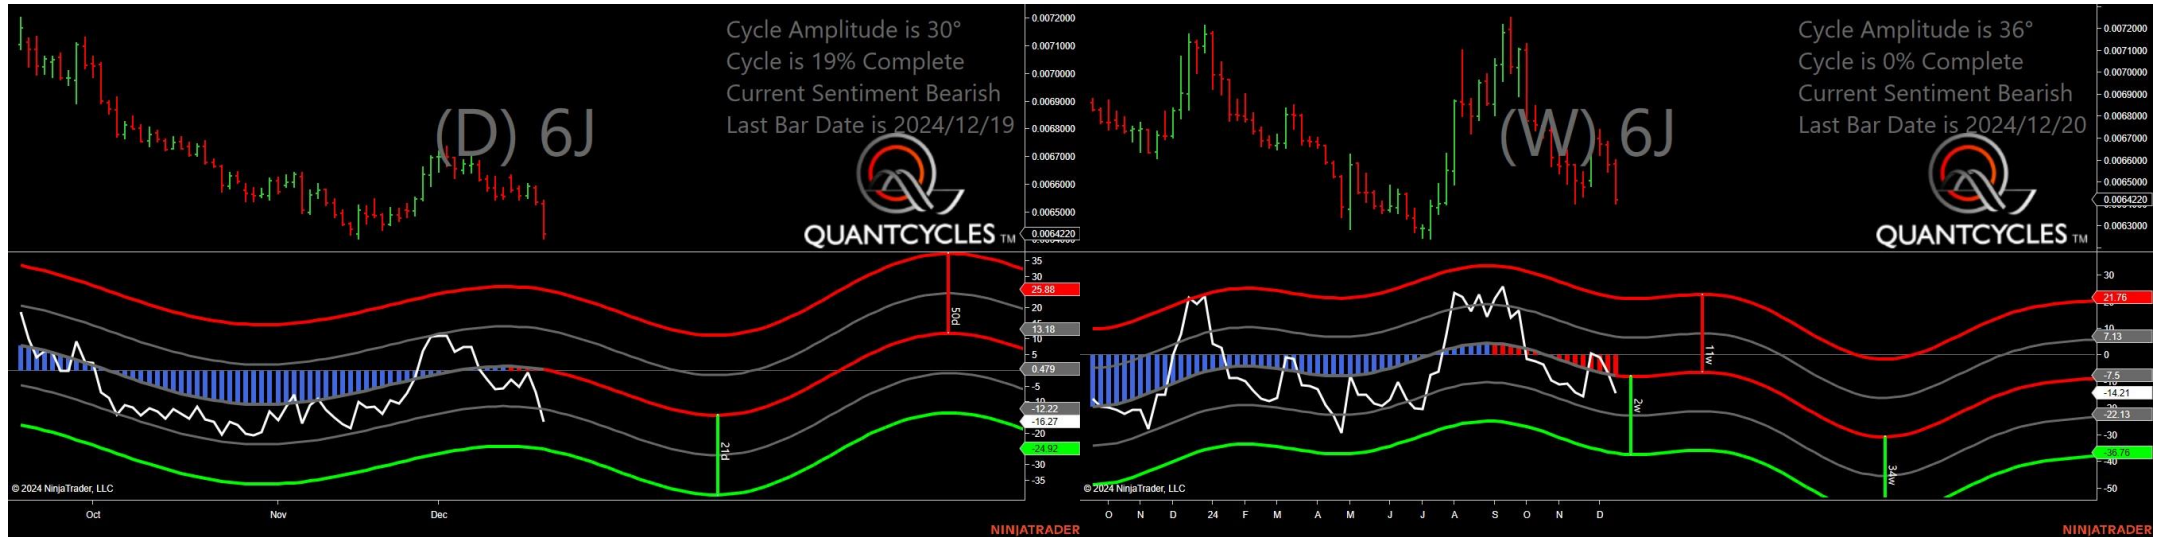 Cycle Amplitude is 30°
Cycle is 19% Complete
Current Sentiment Bearish
Last Bar Date is 2024/12/19
(D) 6J
QUANTCYCLES TM
0.0072000
0.0071000
0.0070000
0.0069000
0.0068000
0.0067000
0.0066000
0.0065000
0.0064220
35
30
25.88
20
13.18
10
5
0.479
-5
-12.22
-16.27
-20
-24.92
-30
-35
50d
21d
© 2024 NinjaTrader, LLC
Oct
Nov
Dec
NINJATRADER
Cycle Amplitude is 36°
Cycle is 0% Complete
Current Sentiment Bearish
Last Bar Date is 2024/12/20
(W) 6J
QUANTCYCLES TM
0.0072000
0.0071000
0.0070000
0.0069000
0.0068000
0.0067000
0.0066000
0.0065000
0.0064220
0.0063000
30
21.76
10
7.13
0
-7.5
-14.21
-22.13
-30
-36.76
-40
-50
11w
2w
34w
© 2024 NinjaTrader, LLC
O N D 24 F M A M J J A S O N D
NINJATRADER